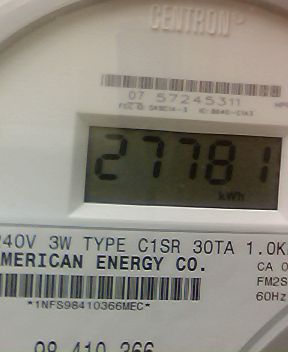 CENTRON
07 57245311
27781
kWh
240V 3W TYPE C1SR 30TA 1.0K
AMERICAN ENERGY CO.
CA 0
FM2S
*1NFS98410366MEC*
60Hz
98 410 366